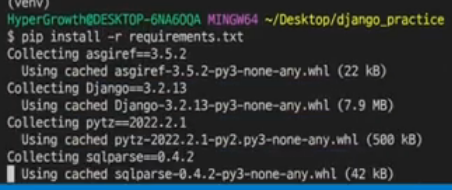 (venv)
HyperGrowth@DESKTOP-6NA6OQA MINGW64 ~/Desktop/django_practice
$ pip install -r requirements.txt
Collecting asgiref==3.5.2
Using cached asgiref-3.5.2-py3-none-any.whl (22 kB)
Collecting Django==3.2.13
Using cached Django-3.2.13-py3-none-any.whl (7.9 MB)
Collecting pytz==2022.2.1
Using cached pytz-2022.2.1-py2.py3-none-any.whl (500 kB)
Collecting sqlparse==0.4.2
Using cached sqlparse-0.4.2-py3-none-any.whl (42 kB)